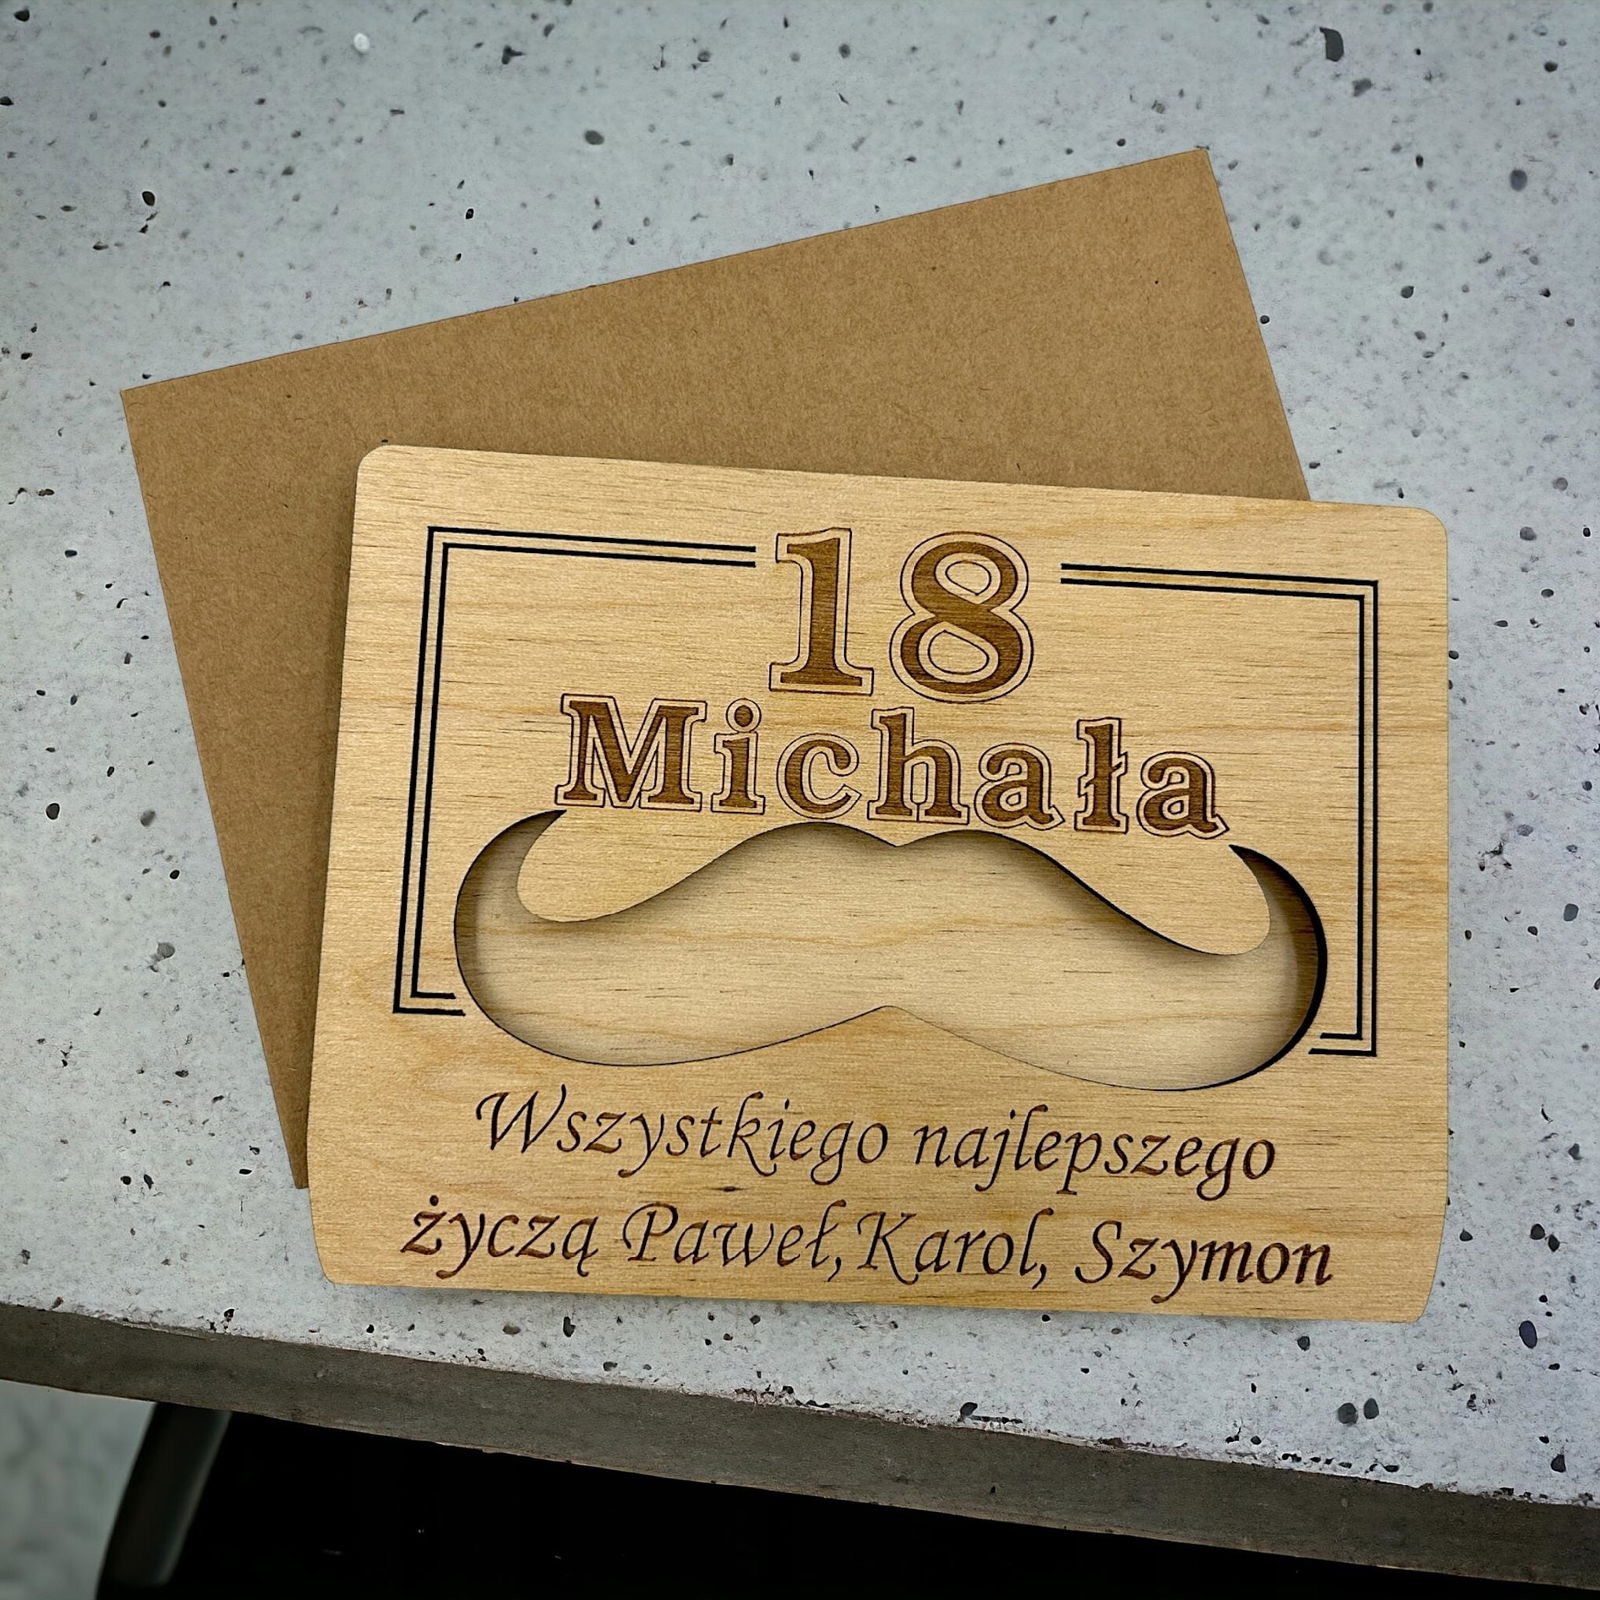 18
Michała
Wszystkiego najlepszego
życzą Paweł,Karol, Szymon